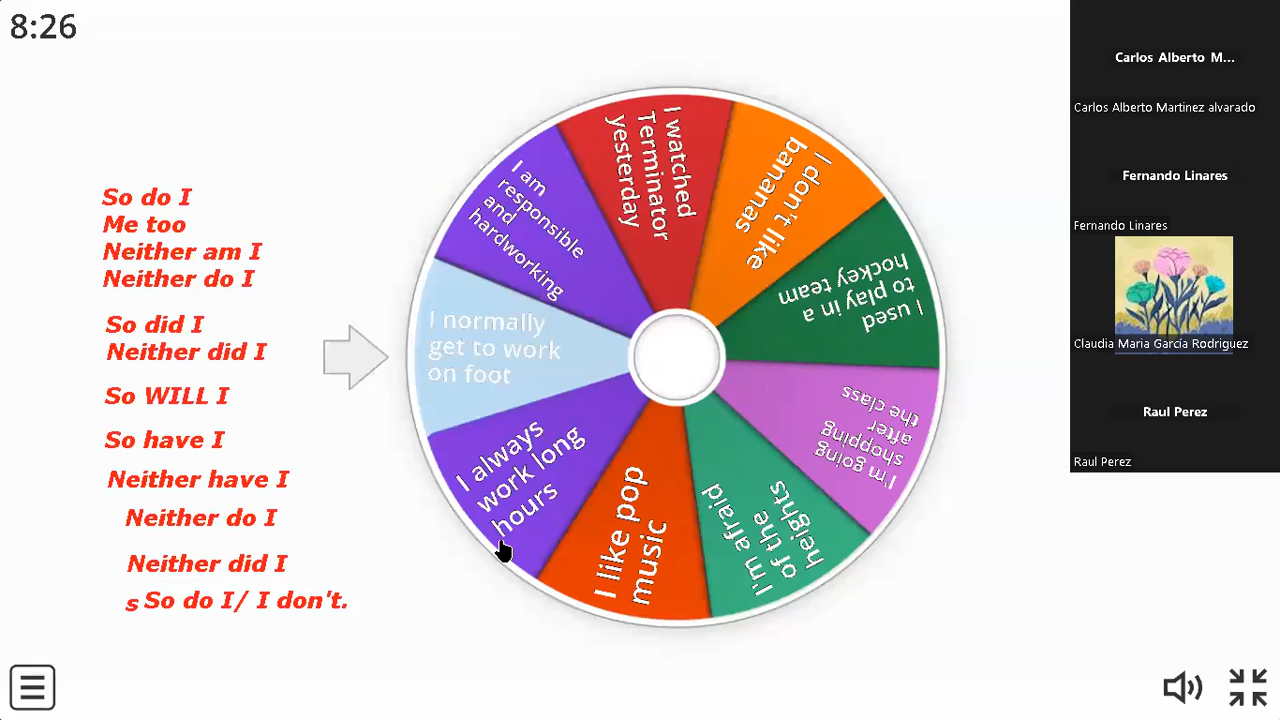 8:26
So do I
Me too
Neither am I
Neither do I
So did I
Neither did I
So WILL I
So have I
Neither have I
Neither do I
Neither did I
s So do I/ I don't.
I watched
Terminator
yesterday
I don't like
bananas
I used
to play in a
hockey team
I'm going
shopping
after
the class
I'm afraid
of the
heights
I like pop
music
I always
work long
hours
I normally
get to work
on foot
I am
responsible
and
hardworking
Carlos Alberto M...
Carlos Alberto Martinez alvarado
Fernando Linares
Fernando Linares
Claudia Maria García Rodriguez
Raul Perez
Raul Perez